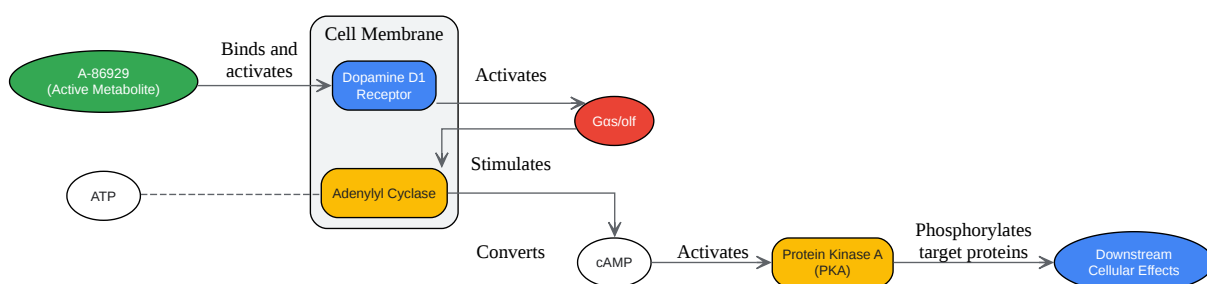 Cell Membrane
Binds and
activates
A-86929
(Active Metabolite)
Dopamine D1
Receptor
Activates
Gαs/olf
Stimulates
ATP
Adenylyl Cyclase
Converts
cAMP
Activates
Protein Kinase A
(PKA)
Phosphorylates
target proteins
Downstream
Cellular Effects